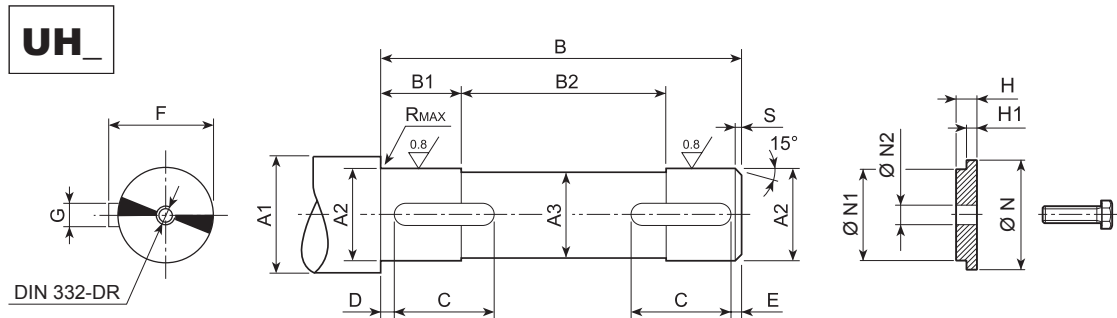 UH_
F
G
DIN 332-DR
B
B1
B2
RMAX
0.8
0.8
S
15°
A1
A2
A3
A2
D
C
C
E
H
H1
Ø N2
Ø N1
Ø N